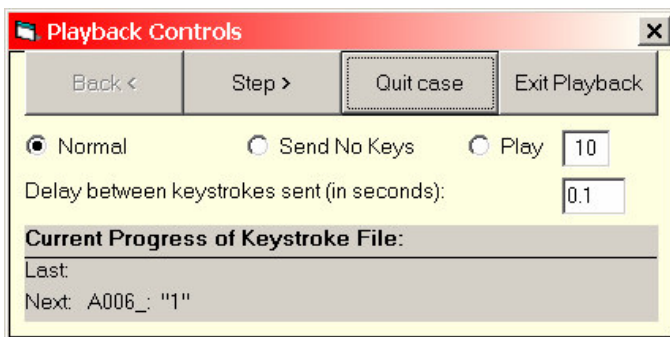 Playback Controls
Back < Step > Quit case Exit Playback
Normal Send No Keys Play 10
Delay between keystrokes sent (in seconds): 0.1
Current Progress of Keystroke File:
Last:
Next: A006_: "1"